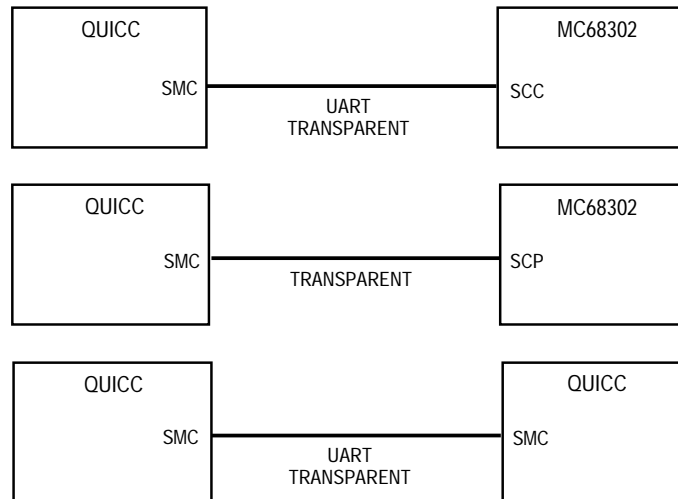 QUICC
MC68302
SMC
SCC
UART
TRANSPARENT
QUICC
MC68302
SMC
SCP
TRANSPARENT
QUICC
QUICC
SMC
SMC
UART
TRANSPARENT